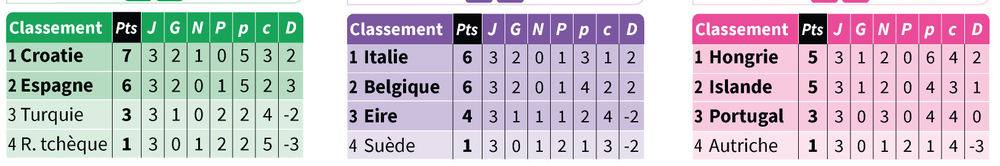 Classement Pts J G N P p c D
1 Croatie 7 3 2 1 0 5 3 2
2 Espagne 6 3 2 0 1 5 2 3
3 Turquie 3 3 1 0 2 2 4 -2
4 R. tchèque 1 3 0 1 2 2 5 -3
Classement Pts J G N P p c D
1 Italie 6 3 2 0 1 3 1 2
2 Belgique 6 3 2 0 1 4 2 2
3 Eire 4 3 1 1 1 2 4 -2
4 Suède 1 3 0 1 2 1 3 -2
Classement Pts J G N P p c D
1 Hongrie 5 3 1 2 0 6 4 2
2 Islande 5 3 1 2 0 4 3 1
3 Portugal 3 3 0 3 0 4 4 0
4 Autriche 1 3 0 1 2 1 4 -3